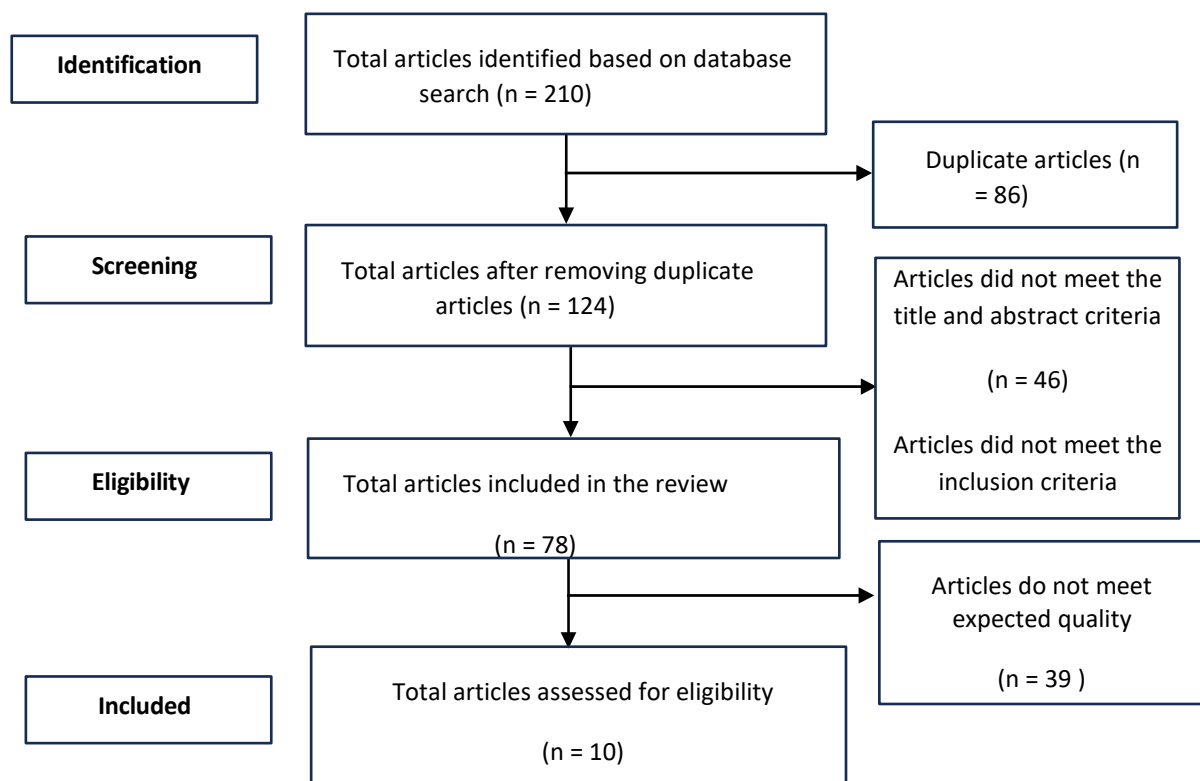 Identification
Total articles identified based on database
search (n = 210)
Duplicate articles (n
= 86)
Screening
Total articles after removing duplicate
articles (n = 124)
Articles did not meet the
title and abstract criteria
(n = 46)
Articles did not meet the
inclusion criteria
Eligibility
Total articles included in the review
(n = 78)
Articles do not meet
expected quality
(n = 39 )
Included
Total articles assessed for eligibility
(n = 10)